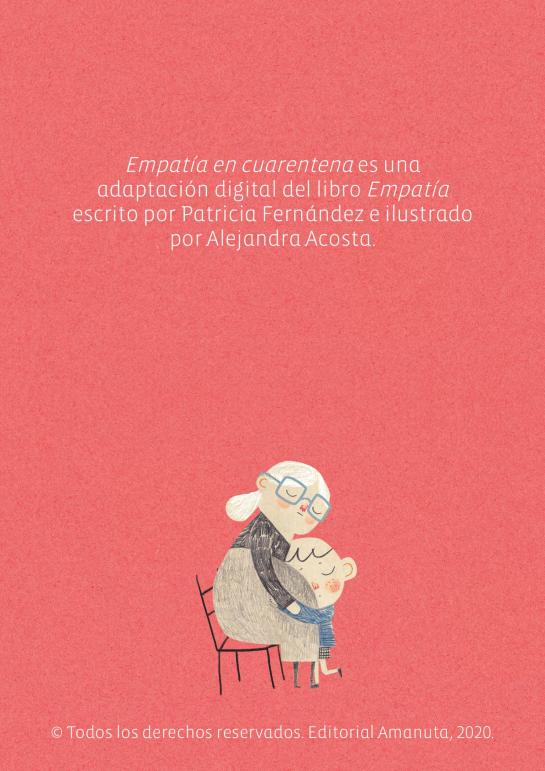 Empatía en cuarentena es una
adaptación digital del libro Empatía
escrito por Patricia Fernández e ilustrado
por Alejandra Acosta.
© Todos los derechos reservados. Editorial Amanuta, 2020.